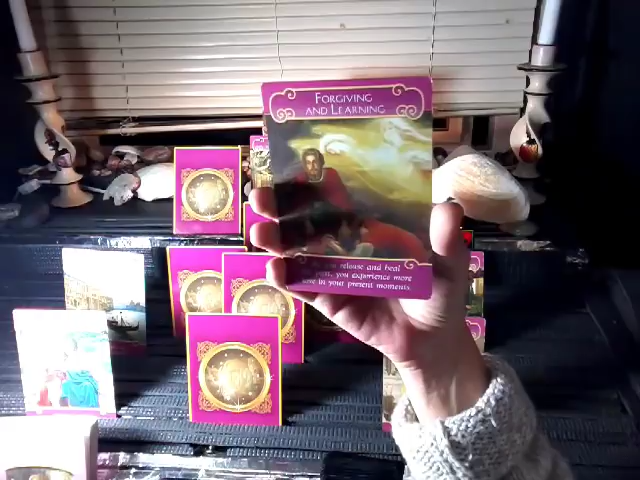 FORGIVING
AND LEARNING
release and heal
, you experience more
in your present moments.